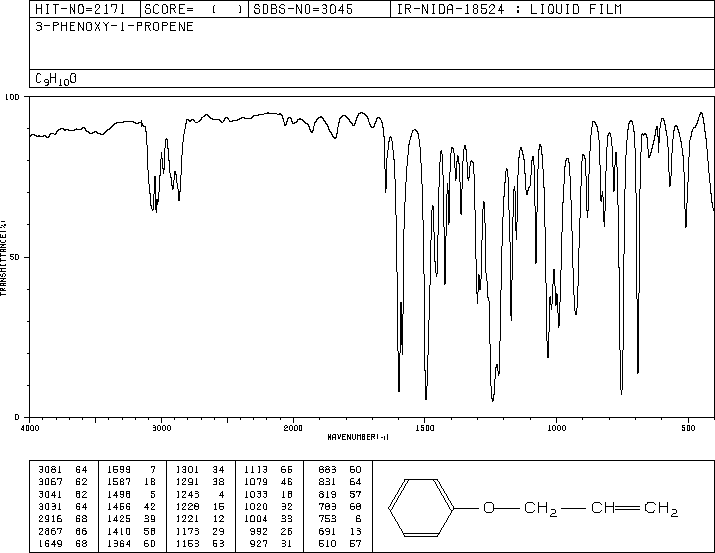 HIT-NO=2171 SCORE= ( ) SDBS-NO=3045 IR-NIDA-18524 : LIQUID FILM
3-PHENOXY-1-PROPENE
C9H10O
100
50
0
TRANSMITTANCE(%)
4000 3000 2000 1500 1000 500
WAVENUMBER(-1)
3081 64 1599 7 1301 34 1113 66 883 60
3067 62 1587 18 1291 38 1079 46 831 64
3041 62 1498 5 1243 4 1033 18 819 57
3031 64 1456 42 1228 15 1020 32 783 68
2916 68 1425 39 1221 12 1004 33 753 6
2867 66 1410 58 1173 29 992 26 691 13
1649 68 1364 60 1153 53 927 31 510 57
O CH2 CH CH2